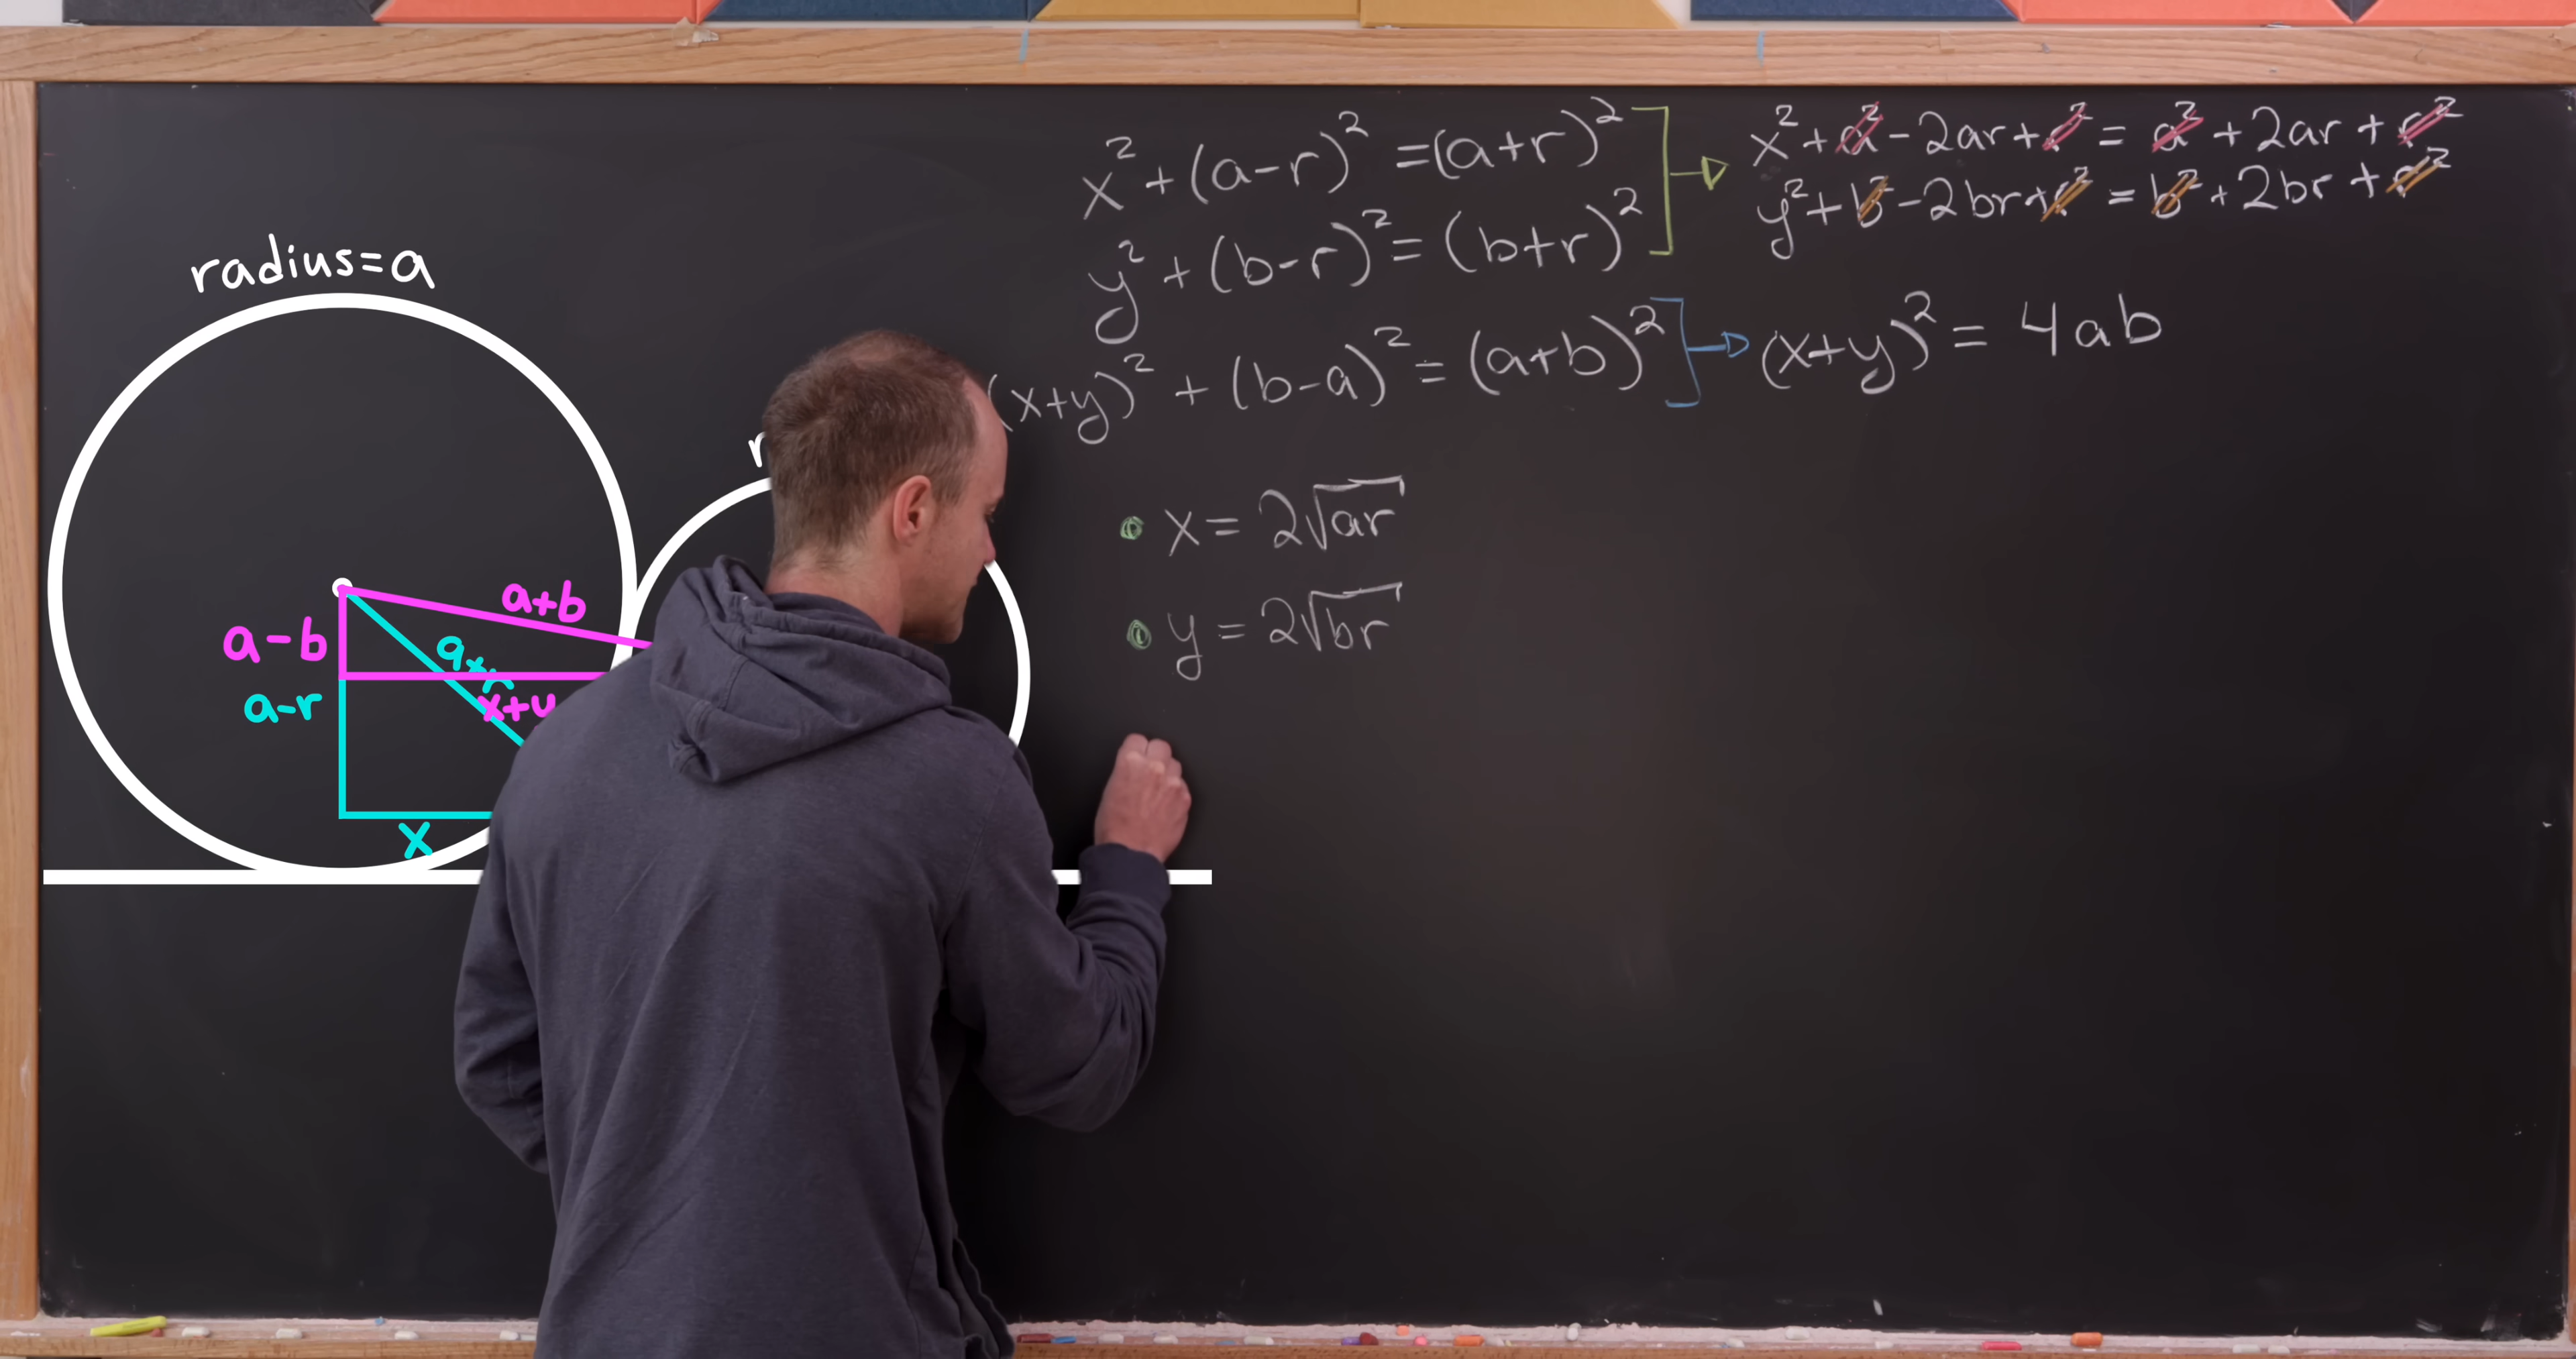 radius=a
r
a+b
a-b
a+r
a-r
x+y
x
x² + (a-r)² = (a+r)²
y² + (b-r)² = (b+r)²
(x+y)² + (b-a)² = (a+b)²
x² + a² - 2ar + r² = a² + 2ar + r²
y² + b² - 2br + r² = b² + 2br + r²
(x+y)² = 4ab
x = 2√ar
y = 2√br